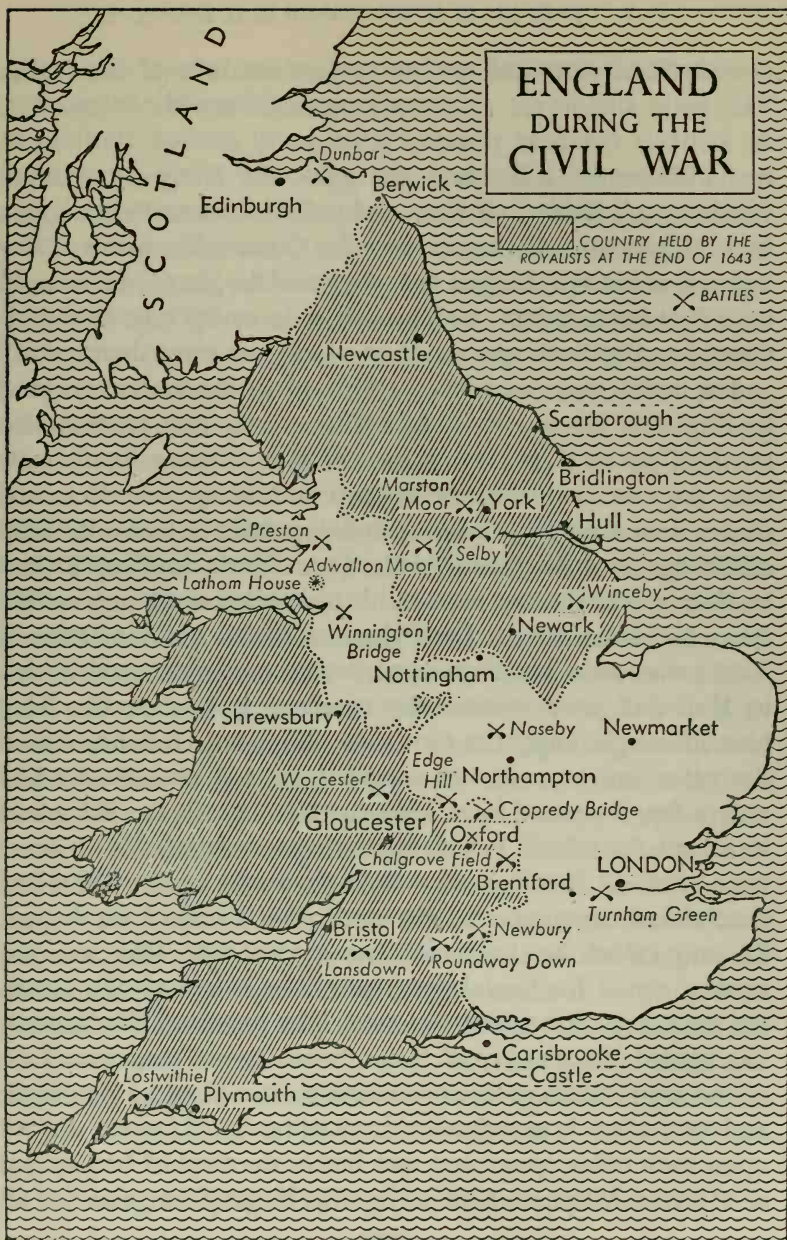 ENGLAND
DURING THE
CIVIL WAR
SCOTLAND
Dunbar
Edinburgh
Berwick
COUNTRY HELD BY THE
ROYALISTS AT THE END OF 1643
BATTLES
Newcastle
Scarborough
Bridlington
Marston
Moor
York
Hull
Preston
Adwalton Moor
Selby
Lathom House
Winceby
Winnington
Bridge
Newark
Nottingham
Shrewsbury
Naseby
Newmarket
Edge
Hill
Northampton
Worcester
Cropredy Bridge
Gloucester
Oxford
Chalgrove Field
LONDON
Brentford
Turnham Green
Bristol
Newbury
Lansdown
Roundway Down
Carisbrooke
Castle
Lostwithiel
Plymouth